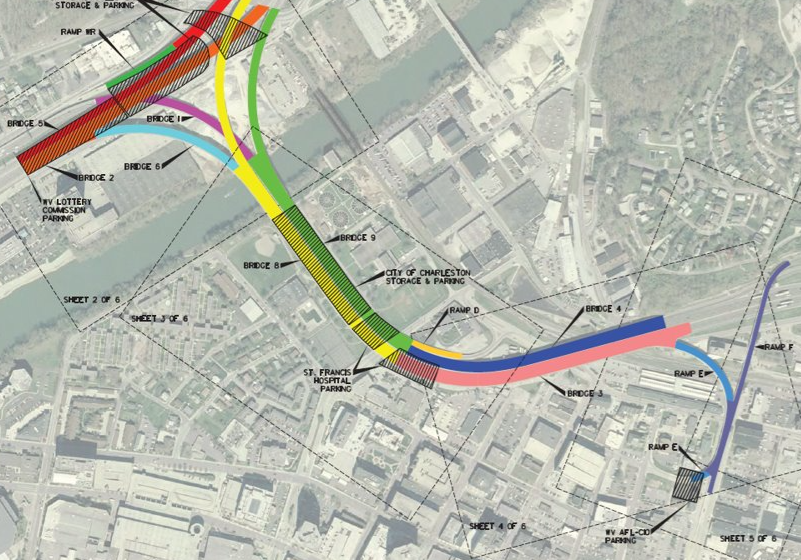 STORAGE & PARKING
RAMP WR
BRIDGE 5
BRIDGE 1
BRIDGE 6
BRIDGE 2
WV LOTTERY
COMMISSION
PARKING
BRIDGE 9
BRIDGE 8
CITY OF CHARLESTON
STORAGE & PARKING
SHEET 2 OF 6
SHEET 3 OF 6
RAMP D
BRIDGE 4
RAMP F
ST. FRANCIS
HOSPITAL
PARKING
RAMP E
BRIDGE 3
RAMP E
WV AFL-CIO
PARKING
SHEET 4 OF 6
SHEET 5 OF 6